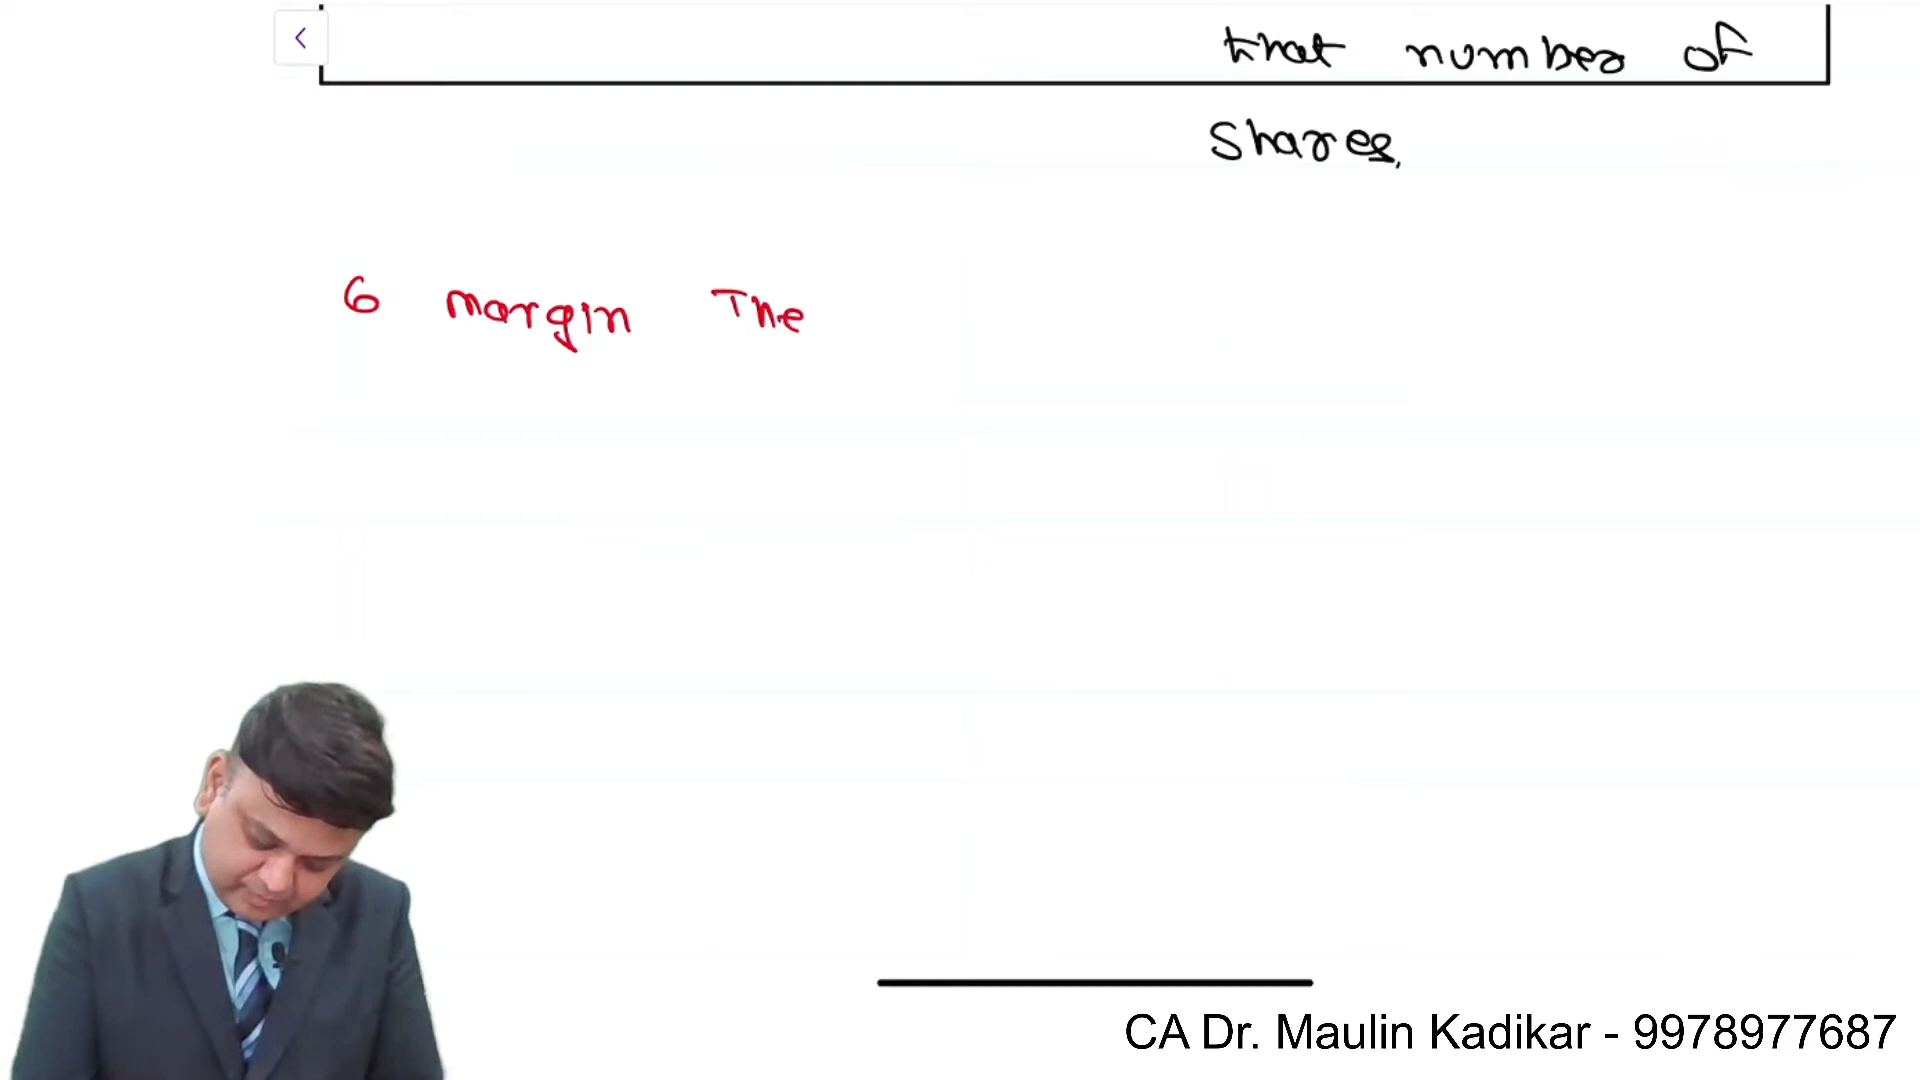 that number of
Shares.
6 margin The
CA Dr. Maulin Kadikar - 9978977687